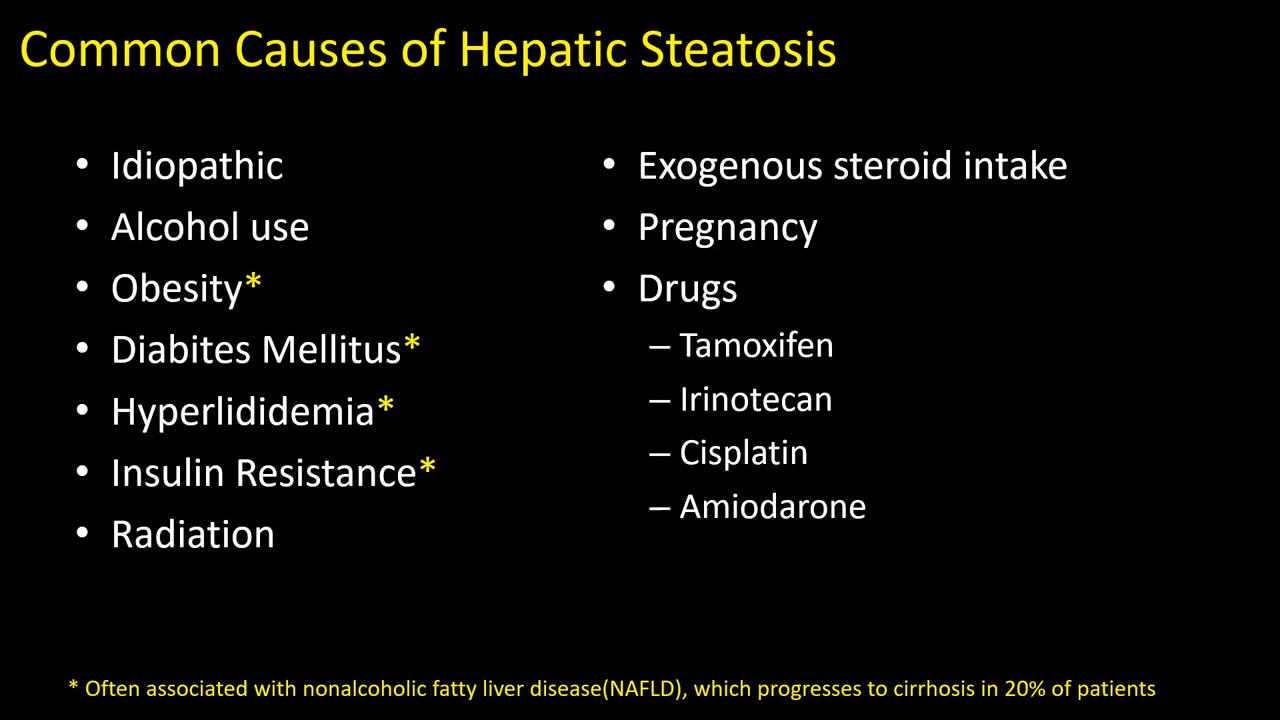 Common Causes of Hepatic Steatosis
• Idiopathic
• Alcohol use
• Obesity*
• Diabites Mellitus*
• Hyperlididemia*
• Insulin Resistance*
• Radiation
• Exogenous steroid intake
• Pregnancy
• Drugs
– Tamoxifen
– Irinotecan
– Cisplatin
– Amiodarone
* Often associated with nonalcoholic fatty liver disease(NAFLD), which progresses to cirrhosis in 20% of patients